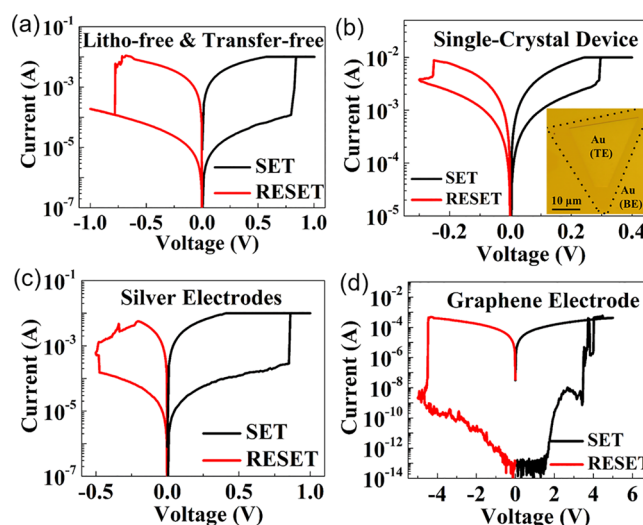 (a)
Litho-free & Transfer-free
Current (A)
10⁻¹
10⁻³
10⁻⁵
10⁻⁷
SET
RESET
-1.0 -0.5 0.0 0.5 1.0
Voltage (V)
(b)
Single-Crystal Device
Current (A)
10⁻¹
10⁻²
10⁻³
10⁻⁴
10⁻⁵
SET
RESET
Au
(TE)
Au
(BE)
10 µm
-0.2 0.0 0.2 0.4
Voltage (V)
(c)
Silver Electrodes
Current (A)
10⁻¹
10⁻³
10⁻⁵
10⁻⁷
SET
RESET
-0.5 0.0 0.5 1.0
Voltage (V)
(d)
Graphene Electrode
Current (A)
10⁻²
10⁻⁴
10⁻⁶
10⁻⁸
10⁻¹⁰
10⁻¹²
10⁻¹⁴
SET
RESET
-4 -2 0 2 4 6
Voltage (V)